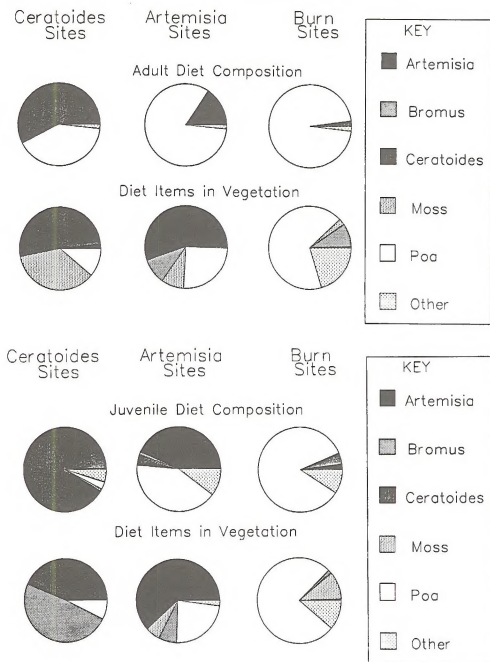 Ceratoides
Sites
Artemisia
Sites
Burn
Sites
Adult Diet Composition
Diet Items in Vegetation
KEY
Artemisia
Bromus
Ceratoides
Moss
Poa
Other
Ceratoides
Sites
Artemisia
Sites
Burn
Sites
Juvenile Diet Composition
Diet Items in Vegetation
KEY
Artemisia
Bromus
Ceratoides
Moss
Poa
Other